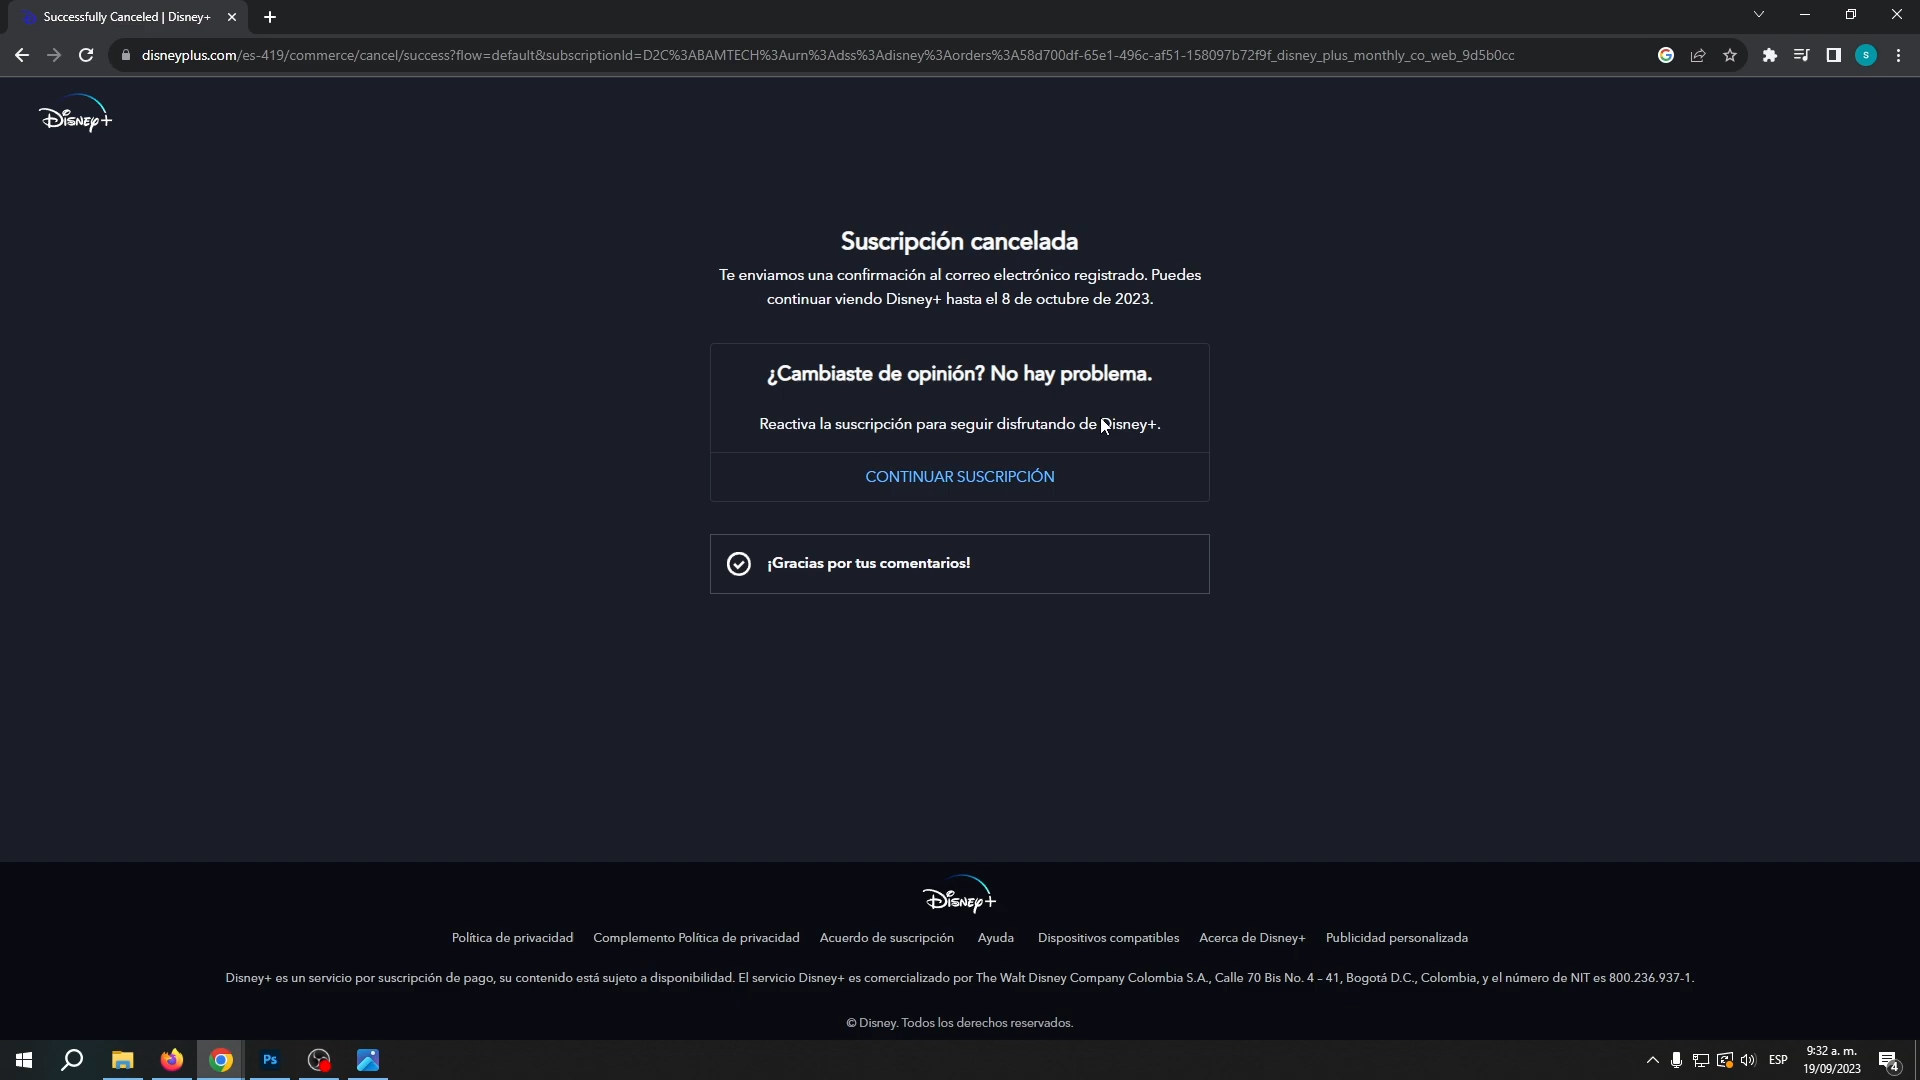 Successfully Canceled | Disney+
disneyplus.com/es-419/commerce/cancel/success?flow=default&subscriptionId=D2C%3ABAMTECH%3Aurn%3Adss%3Adisney%3Aorders%3A58d700df-65e1-496c-af51-158097b72f9f_disney_plus_monthly_co_web_9d5b0cc
S
Disney+
Suscripción cancelada
Te enviamos una confirmación al correo electrónico registrado. Puedes
continuar viendo Disney+ hasta el 8 de octubre de 2023.
¿Cambiaste de opinión? No hay problema.
Reactiva la suscripción para seguir disfrutando de Disney+.
CONTINUAR SUSCRIPCIÓN
¡Gracias por tus comentarios!
Disney+
Política de privacidad Complemento Política de privacidad Acuerdo de suscripción Ayuda Dispositivos compatibles Acerca de Disney+ Publicidad personalizada
Disney+ es un servicio por suscripción de pago, su contenido está sujeto a disponibilidad. El servicio Disney+ es comercializado por The Walt Disney Company Colombia S.A., Calle 70 Bis No. 4 – 41, Bogotá D.C., Colombia, y el número de NIT es 800.236.937-1.
© Disney. Todos los derechos reservados.
Ps
ESP
9:32 a. m.
19/09/2023
4